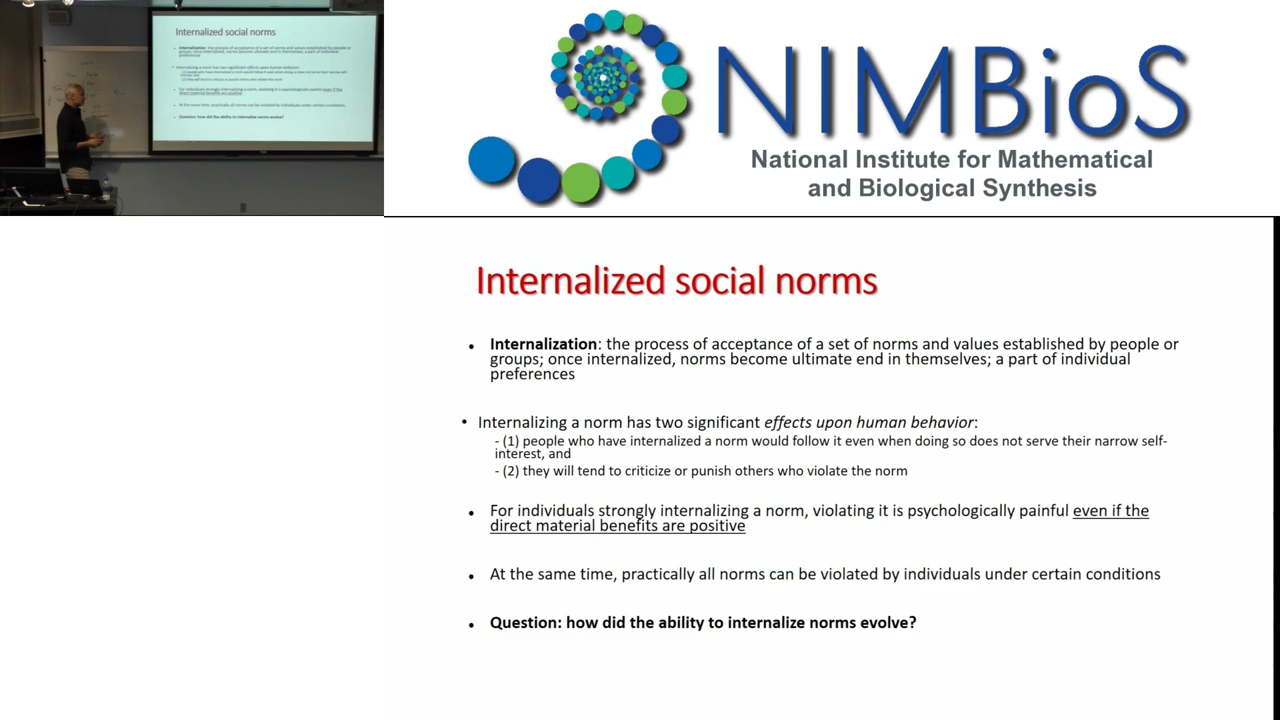 Internalized social norms
NIMBioS
National Institute for Mathematical
and Biological Synthesis
Internalized social norms
• Internalization: the process of acceptance of a set of norms and values established by people or
groups; once internalized, norms become ultimate end in themselves; a part of individual
preferences
• Internalizing a norm has two significant effects upon human behavior:
- (1) people who have internalized a norm would follow it even when doing so does not serve their narrow self-
interest, and
- (2) they will tend to criticize or punish others who violate the norm
• For individuals strongly internalizing a norm, violating it is psychologically painful even if the
direct material benefits are positive
• At the same time, practically all norms can be violated by individuals under certain conditions
• Question: how did the ability to internalize norms evolve?